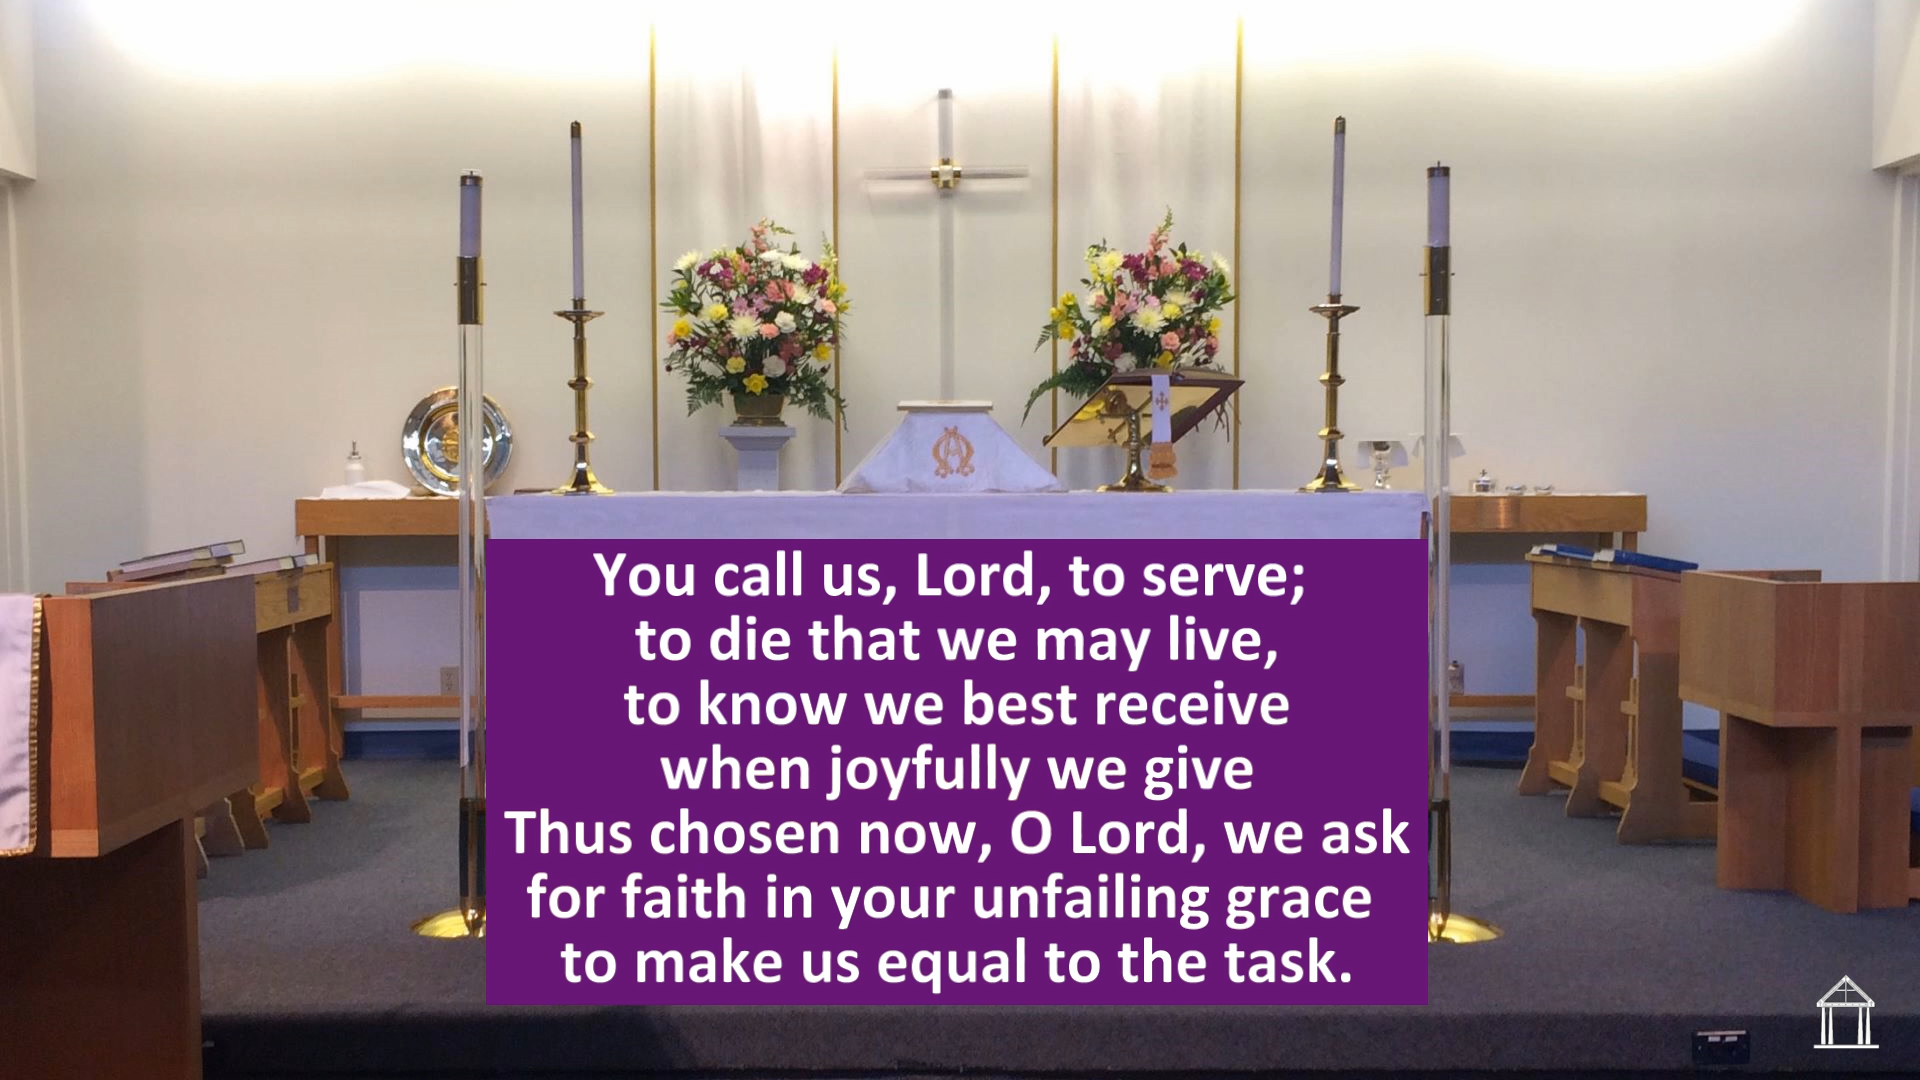 You call us, Lord, to serve;
to die that we may live,
to know we best receive
when joyfully we give
Thus chosen now, O Lord, we ask
for faith in your unfailing grace
to make us equal to the task.